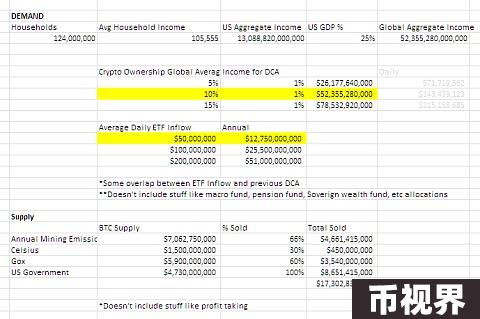 DEMAND
Households Avg Household Income US Aggregate Income US GDP % Global Aggregate Income
124,000,000 105,555 13,088,820,000,000 25% 52,355,280,000,000
Crypto Ownership Global Averag Income for DCA Daily
5% 1% $26,177,640,000 $71,719,562
10% 1% $52,355,280,000 $143,439,123
15% 1% $78,532,920,000 $215,158,685
Average Daily ETF Inflow Annual
$50,000,000 $12,750,000,000
$100,000,000 $25,500,000,000
$200,000,000 $51,000,000,000
*Some overlap between ETF Inflow and previous DCA
**Doesn't include stuff like macro fund, pension fund, Soverign wealth fund, etc allocations
Supply
BTC Supply % Sold Total Sold
Annual Mining Emissic $7,062,750,000 66% $4,661,415,000
Celsius $1,500,000,000 30% $450,000,000
Gox $5,900,000,000 60% $3,540,000,000
US Government $4,730,000,000 100% $8,651,415,000
$17,302,83
*Doesn't include stuff like profit taking
币视界